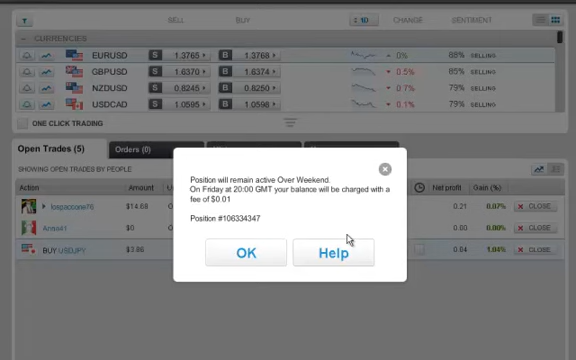 SELL BUY 1D CHANGE SENTIMENT
CURRENCIES
EURUSD S 1.3765 B 1.3768 0% 88% SELLING
GBPUSD S 1.6370 B 1.6374 0.5% 85% SELLING
NZDUSD S 0.8245 B 0.8250 0.7% 79% SELLING
USDCAD S 1.0595 B 1.0598 0.1% 79% SELLING
ONE CLICK TRADING
Open Trades (5) Orders (0)
SHOWING OPEN TRADES BY PEOPLE
Action Amount Net profit Gain (%)
$14.68 0.21 0.07% CLOSE
$0 0.00 0.00% CLOSE
BUY USDJPY $3.86 0.04 1.04% CLOSE
Position will remain active Over Weekend.
On Friday at 20:00 GMT your balance will be charged with a
fee of $0.01
Position #106334347
OK Help